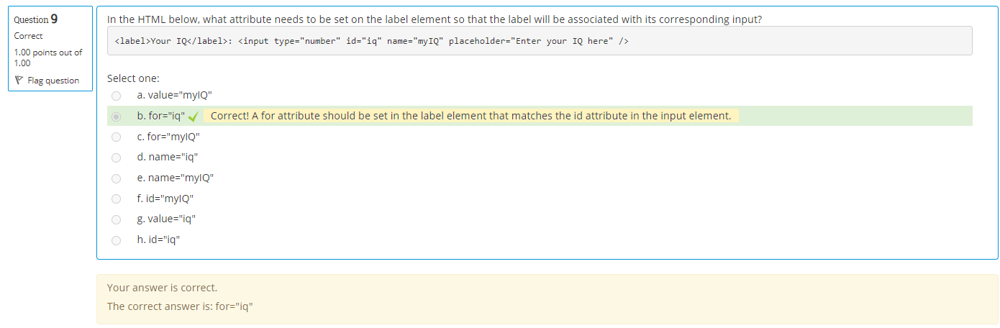 Question 9
Correct
1.00 points out of
1.00
Flag question
In the HTML below, what attribute needs to be set on the label element so that the label will be associated with its corresponding input?
<label>Your IQ</label>: <input type="number" id="iq" name="myIQ" placeholder="Enter your IQ here" />
Select one:
a. value="myIQ"
b. for="iq" Correct! A for attribute should be set in the label element that matches the id attribute in the input element.
c. for="myIQ"
d. name="iq"
e. name="myIQ"
f. id="myIQ"
g. value="iq"
h. id="iq"
Your answer is correct.
The correct answer is: for="iq"